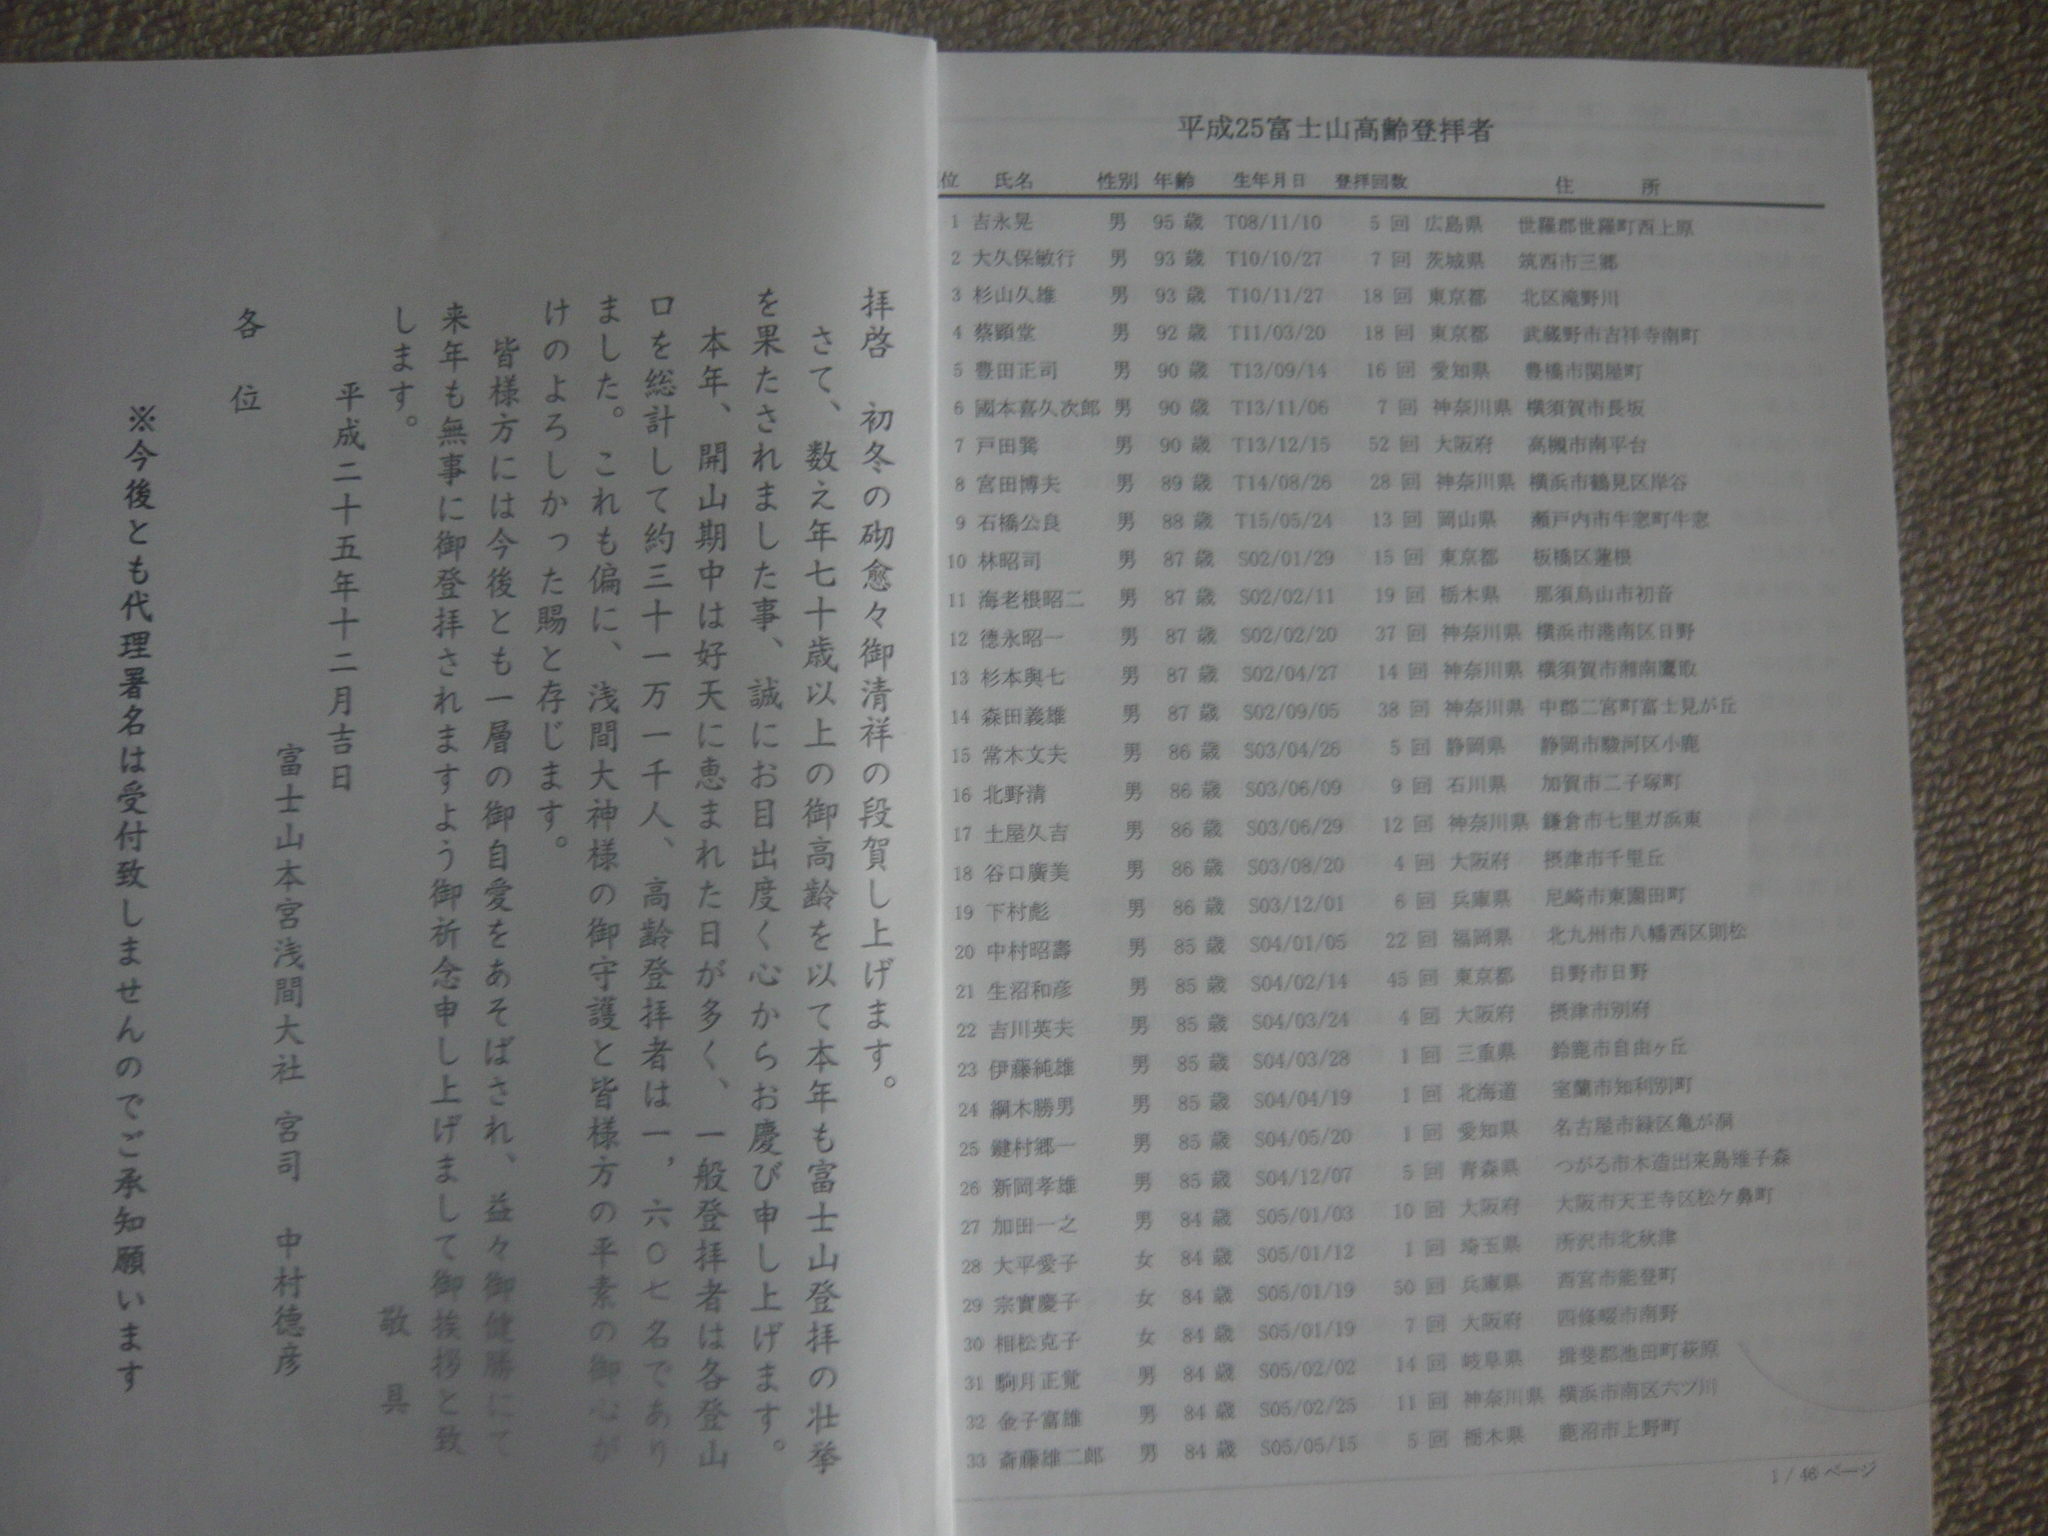 拝啓　初冬の砌愈々御清祥の段賀し上げます。
さて、数え年七十歳以上の御高齢を以て本年も富士山登拝の壮挙
を果たされました事、誠にお目出度く心からお慶び申し上げます。
本年、開山期中は好天に恵まれた日が多く、一般登拝者は各登山
口を総計して約三十一万一千人、高齢登拝者は一，六〇七名であり
ました。これも偏に、浅間大神様の御守護と皆様方の平素の御心が
けのよろしかった賜と存じます。
皆様方には今後とも一層の御自愛をあそばされ、益々御健勝にて
来年も無事に御登拝されますよう御祈念申し上げまして御挨拶と致
します。
敬　具
平成二十五年十二月吉日
富士山本宮浅間大社　宮司　中村德彦
各　位
※今後とも代理署名は受付致しませんのでご承知願います
平成25富士山高齢登拝者
位 氏名 性別 年齢 生年月日 登拝回数 住　所
1 吉永晃 男 95 歳 T08/11/10 5 回 広島県 世羅郡世羅町西上原
2 大久保敏行 男 93 歳 T10/10/27 7 回 茨城県 筑西市三郷
3 杉山久雄 男 93 歳 T10/11/27 18 回 東京都 北区滝野川
4 蔡顕堂 男 92 歳 T11/03/20 18 回 東京都 武蔵野市吉祥寺南町
5 豊田正司 男 90 歳 T13/09/14 16 回 愛知県 豊橋市関屋町
6 國本喜久次郎 男 90 歳 T13/11/06 7 回 神奈川県 横須賀市長坂
7 戸田巽 男 90 歳 T13/12/15 52 回 大阪府 高槻市南平台
8 宮田博夫 男 89 歳 T14/08/26 28 回 神奈川県 横浜市鶴見区岸谷
9 石橋公良 男 88 歳 T15/05/24 13 回 岡山県 瀬戸内市牛窓町牛窓
10 林昭司 男 87 歳 S02/01/29 15 回 東京都 板橋区蓮根
11 海老根昭二 男 87 歳 S02/02/11 19 回 栃木県 那須烏山市初音
12 德永昭一 男 87 歳 S02/02/20 37 回 神奈川県 横浜市港南区日野
13 杉本與七 男 87 歳 S02/04/27 14 回 神奈川県 横須賀市湘南鷹取
14 森田義雄 男 87 歳 S02/09/05 38 回 神奈川県 中郡二宮町富士見が丘
15 常木文夫 男 86 歳 S03/04/26 5 回 静岡県 静岡市駿河区小鹿
16 北野清 男 86 歳 S03/06/09 9 回 石川県 加賀市二子塚町
17 土屋久吉 男 86 歳 S03/06/29 12 回 神奈川県 鎌倉市七里ガ浜東
18 谷口廣美 男 86 歳 S03/08/20 4 回 大阪府 摂津市千里丘
19 下村彪 男 86 歳 S03/12/01 6 回 兵庫県 尼崎市東園田町
20 中村昭壽 男 85 歳 S04/01/05 22 回 福岡県 北九州市八幡西区則松
21 生沼和彦 男 85 歳 S04/02/14 45 回 東京都 日野市日野
22 吉川英夫 男 85 歳 S04/03/24 4 回 大阪府 摂津市別府
23 伊藤純雄 男 85 歳 S04/03/28 1 回 三重県 鈴鹿市自由ヶ丘
24 綱木勝男 男 85 歳 S04/04/19 1 回 北海道 室蘭市知利別町
25 鍵村郷一 男 85 歳 S04/05/20 1 回 愛知県 名古屋市緑区亀が洞
26 新岡孝雄 男 85 歳 S04/12/07 5 回 青森県 つがる市木造出来島雉子森
27 加田一之 男 84 歳 S05/01/03 10 回 大阪府 大阪市天王寺区松ケ鼻町
28 大平愛子 女 84 歳 S05/01/12 1 回 埼玉県 所沢市北秋津
29 宗實慶子 女 84 歳 S05/01/19 50 回 兵庫県 西宮市能登町
30 相松克子 女 84 歳 S05/01/19 7 回 大阪府 四條畷市南野
31 駒月正覚 男 84 歳 S05/02/02 14 回 岐阜県 揖斐郡池田町萩原
32 金子富雄 男 84 歳 S05/02/25 11 回 神奈川県 横浜市南区六ツ川
33 斎藤雄二郎 男 84 歳 S05/05/15 5 回 栃木県 鹿沼市上野町
1 / 46 ページ